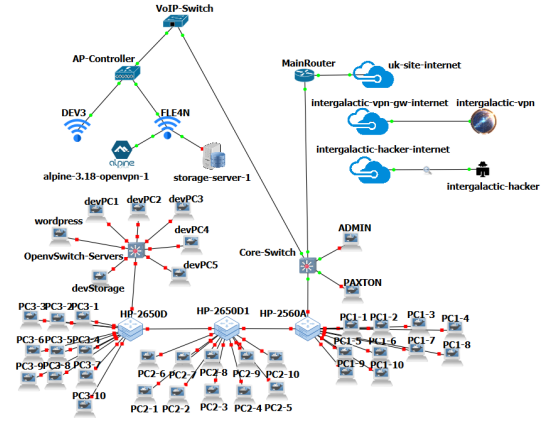 VoIP-Switch
AP-Controller
MainRouter
uk-site-internet
DEV3
FLE4N
intergalactic-vpn-gw-internet
intergalactic-vpn
alpine
intergalactic-hacker-internet
alpine-3.18-openvpn-1
storage-server-1
intergalactic-hacker
devPC1
devPC2
devPC3
wordpress
devPC4
ADMIN
OpenvSwitch-Servers
Core-Switch
devPC5
devStorage
PAXTON
HP-2650D
HP-2650D1
HP-2560A
PC3-3
PC3-2
PC3-1
PC1-1
PC1-2
PC1-3
PC1-4
PC3-6
PC3-5
PC3-4
PC1-5
PC1-6
PC1-7
PC1-8
PC3-9
PC3-8
PC3-7
PC2-6
PC2-7
PC2-8
PC2-9
PC2-10
PC1-9
PC1-10
PC3-10
PC2-1
PC2-2
PC2-3
PC2-4
PC2-5